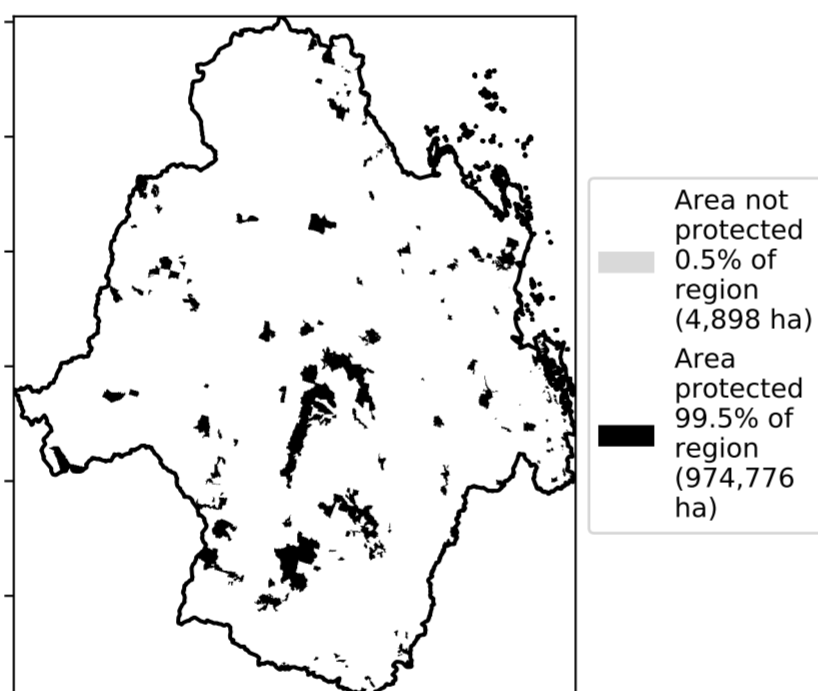 Area not
protected
0.5% of
region
(4,898 ha)
Area
protected
99.5% of
region
(974,776
ha)